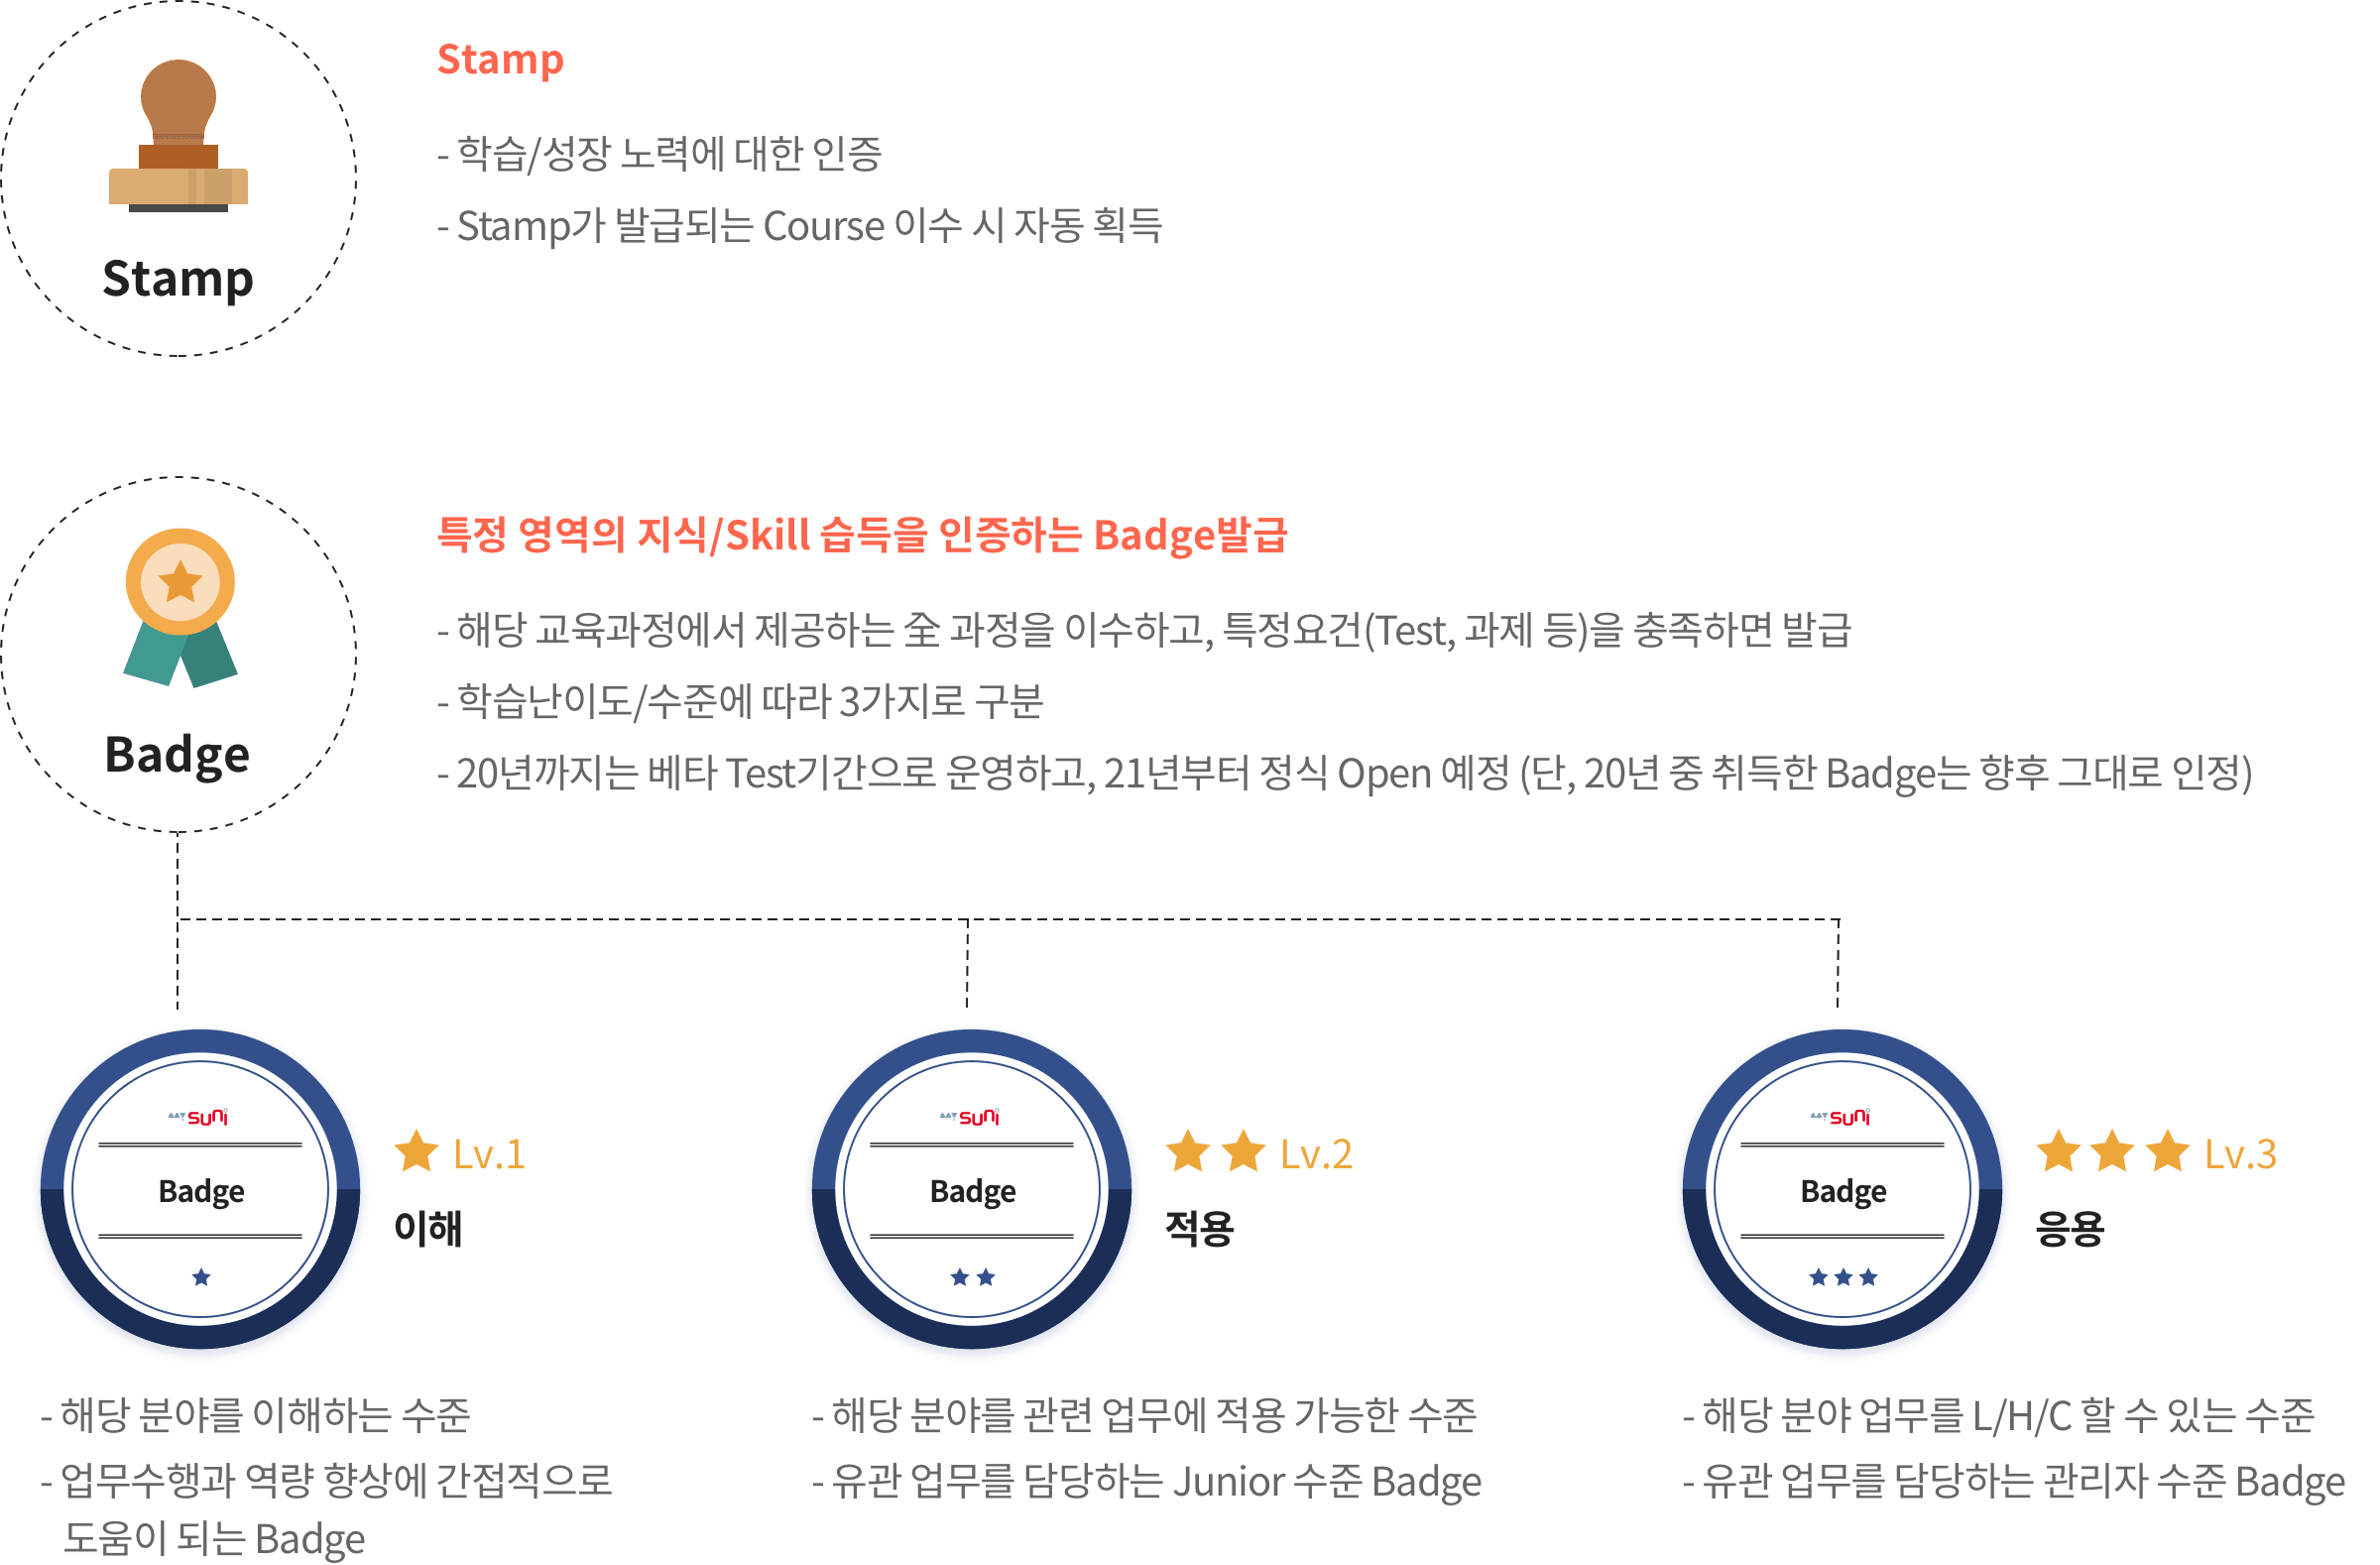 Stamp
Stamp
- 학습/성장 노력에 대한 인증
- Stamp가 발급되는 Course 이수 시 자동 획득
Badge
특정 영역의 지식/Skill 습득을 인증하는 Badge발급
- 해당 교육과정에서 제공하는 全 과정을 이수하고, 특정요건(Test, 과제 등)을 충족하면 발급
- 학습난이도/수준에 따라 3가지로 구분
- 20년까지는 베타 Test기간으로 운영하고, 21년부터 정식 Open 예정 (단, 20년 중 취득한 Badge는 향후 그대로 인정)
suni
Badge
Lv.1
이해
- 해당 분야를 이해하는 수준
- 업무수행과 역량 향상에 간접적으로
도움이 되는 Badge
suni
Badge
Lv.2
적용
- 해당 분야를 관련 업무에 적용 가능한 수준
- 유관 업무를 담당하는 Junior 수준 Badge
suni
Badge
Lv.3
응용
- 해당 분야 업무를 L/H/C 할 수 있는 수준
- 유관 업무를 담당하는 관리자 수준 Badge